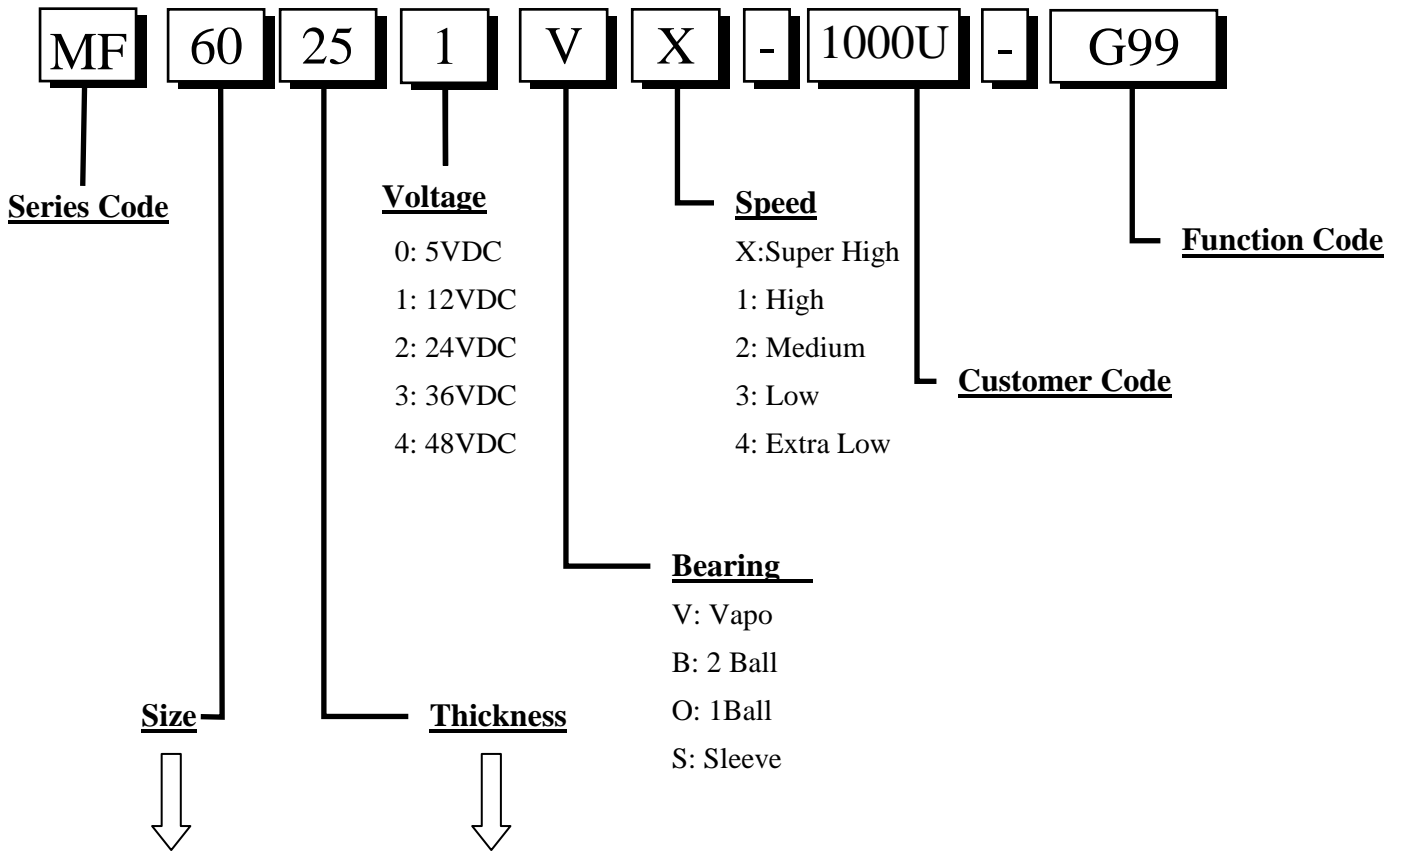 MF 60 25 1 V X - 1000U - G99
Series Code
Voltage
0: 5VDC
1: 12VDC
2: 24VDC
3: 36VDC
4: 48VDC
Speed
X:Super High
1: High
2: Medium
3: Low
4: Extra Low
Function Code
Customer Code
Bearing
V: Vapo
B: 2 Ball
O: 1Ball
S: Sleeve
Size
Thickness